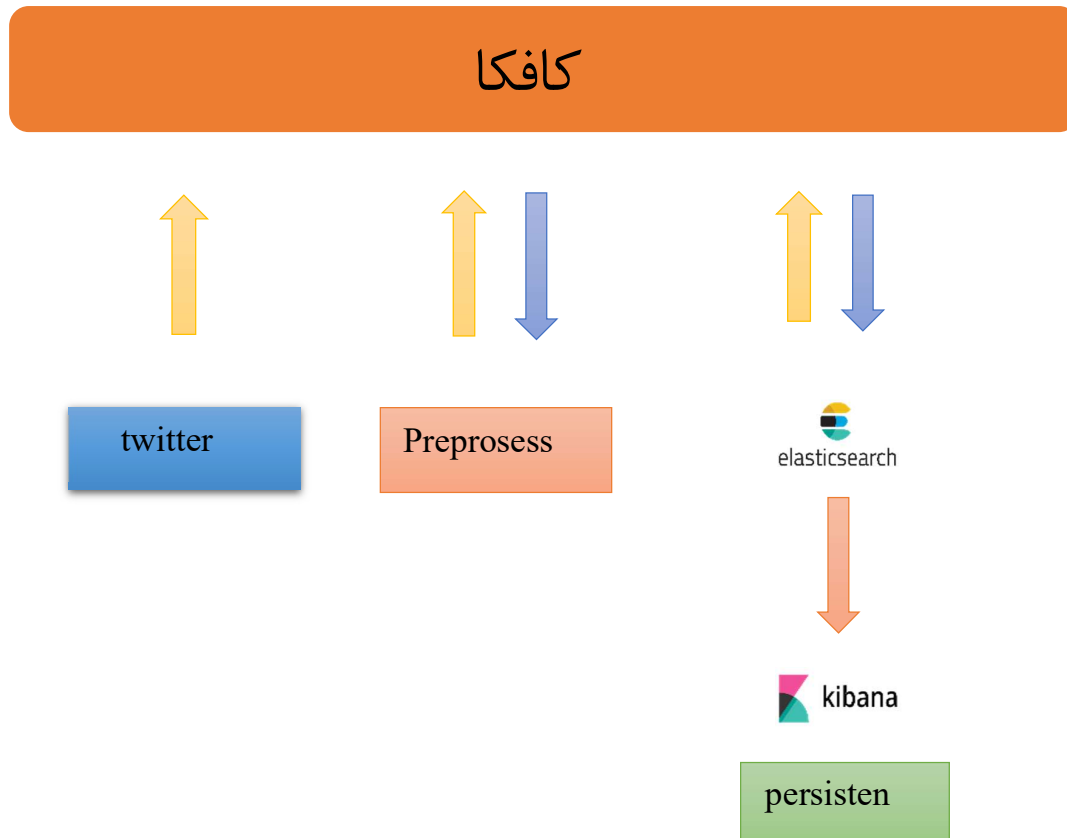 کافکا
twitter
Preprosess
elasticsearch
kibana
persisten